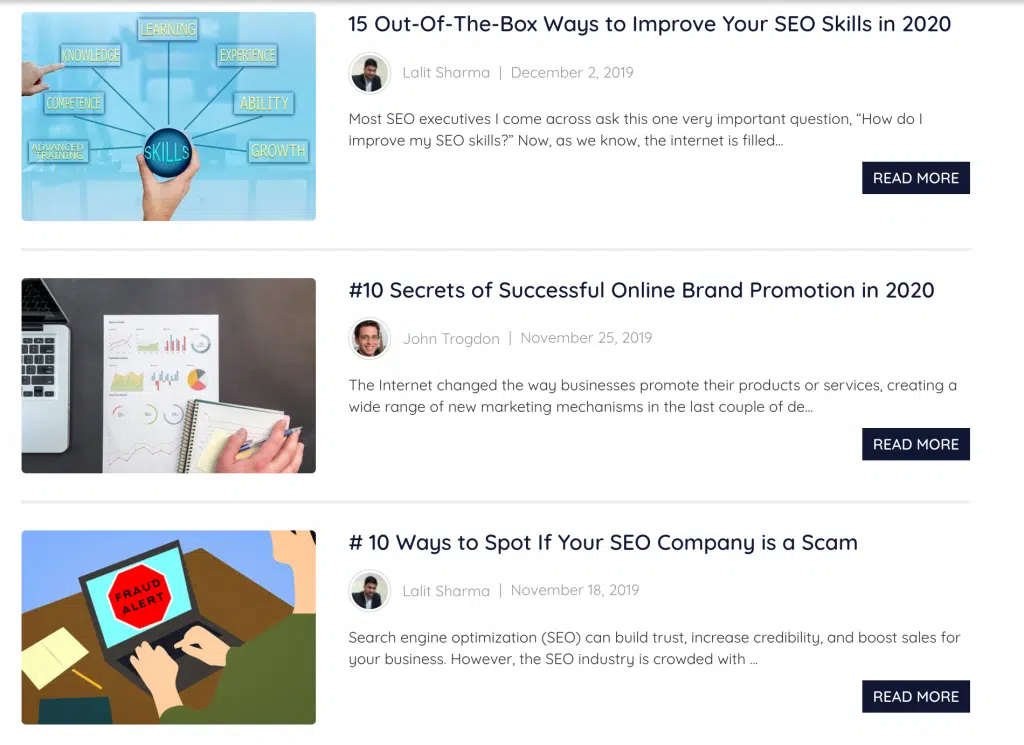 LEARNING
KNOWLEDGE
EXPERIENCE
COMPETENCE
ABILITY
ADVANCED
TRAINING
SKILLS
GROWTH
15 Out-Of-The-Box Ways to Improve Your SEO Skills in 2020
Lalit Sharma | December 2, 2019
Most SEO executives I come across ask this one very important question, “How do I
improve my SEO skills?” Now, as we know, the internet is filled...
READ MORE
#10 Secrets of Successful Online Brand Promotion in 2020
John Trogdon | November 25, 2019
The Internet changed the way businesses promote their products or services, creating a
wide range of new marketing mechanisms in the last couple of de...
READ MORE
FRAUD
ALERT
# 10 Ways to Spot If Your SEO Company is a Scam
Lalit Sharma | November 18, 2019
Search engine optimization (SEO) can build trust, increase credibility, and boost sales for
your business. However, the SEO industry is crowded with ...
READ MORE